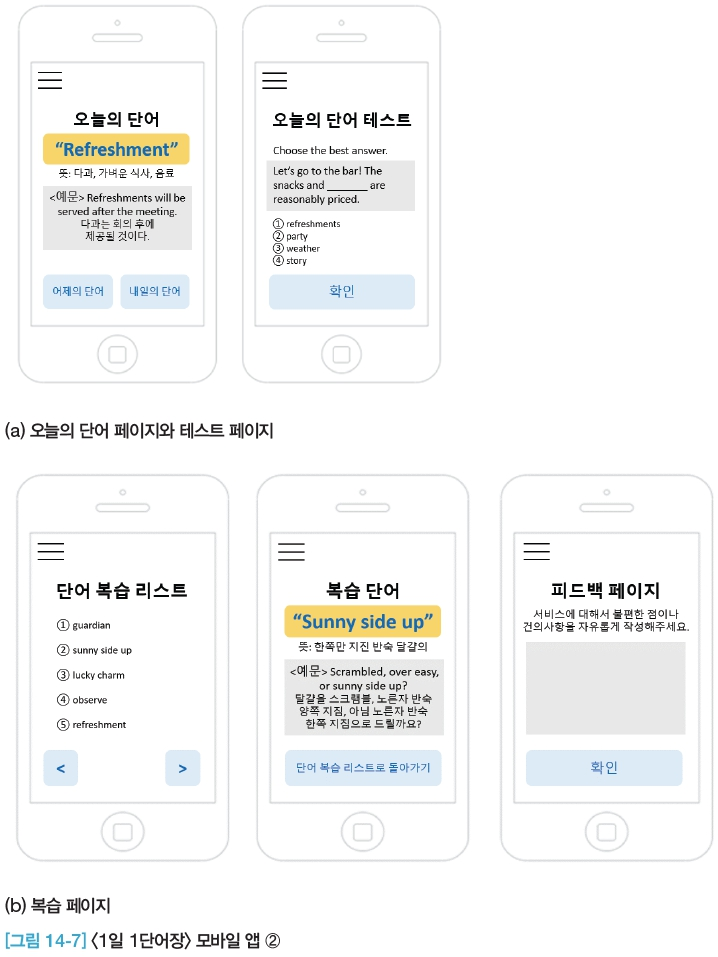 오늘의 단어
“Refreshment”
뜻: 다과, 가벼운 식사, 음료
<예문> Refreshments will be
served after the meeting.
다과는 회의 후에
제공될 것이다.
어제의 단어
내일의 단어
오늘의 단어 테스트
Choose the best answer.
Let's go to the bar! The
snacks and _______ are
reasonably priced.
① refreshments
② party
③ weather
④ story
확인
(a) 오늘의 단어 페이지와 테스트 페이지
단어 복습 리스트
① guardian
② sunny side up
③ lucky charm
④ observe
⑤ refreshment
<
>
복습 단어
“Sunny side up”
뜻: 한쪽만 지진 반숙 달걀의
<예문> Scrambled, over easy,
or sunny side up?
달걀을 스크램블, 노른자 반숙
양쪽 지짐, 아님 노른자 반숙
한쪽 지짐으로 드릴까요?
단어 복습 리스트로 돌아가기
피드백 페이지
서비스에 대해서 불편한 점이나
건의사항을 자유롭게 작성해주세요.
확인
(b) 복습 페이지
[그림 14-7] 〈1일 1단어장〉 모바일 앱 ②